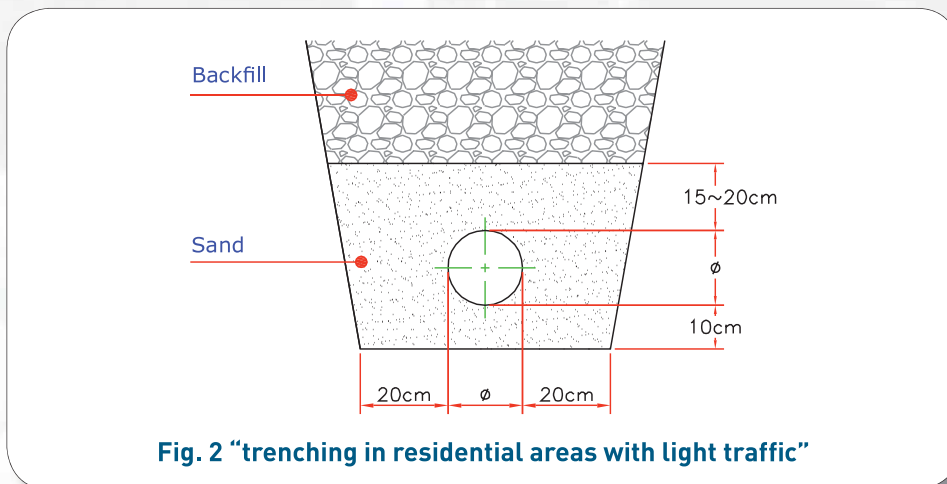 Backfill
15~20cm
Sand
ø
10cm
20cm ø 20cm
Fig. 2 “trenching in residential areas with light traffic”